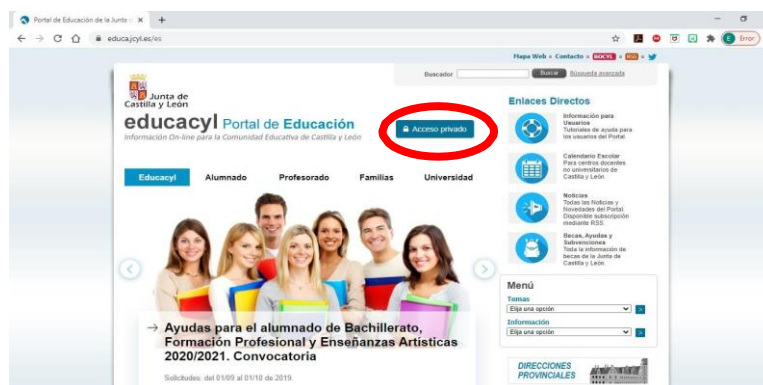 Portal de Educación de la Junta
educa.jcyl.es/es
Error
Mapa Web
Contacto
BOCYL
RSS
Buscador
Buscar
Búsqueda avanzada
Junta de
Castilla y León
educacyl Portal de Educación
Información On-line para la Comunidad Educativa de Castilla y León
Acceso privado
Educacyl
Alumnado
Profesorado
Familias
Universidad
Enlaces Directos
Información para
Usuarios
Tutoriales de ayuda para
los usuarios del Portal.
Calendario Escolar
Para centros docentes
no universitarios de
Castilla y León
Noticias
Todas las Noticias y
Novedades del Portal.
Disponible subscripción
mediante RSS.
Becas, Ayudas y
Subvenciones
Toda la información de
becas de la Junta de
Castilla y León.
Menú
Temas
Elija una opción
Información
Elija una opción
DIRECCIONES
PROVINCIALES
→ Ayudas para el alumnado de Bachillerato,
Formación Profesional y Enseñanzas Artísticas
2020/2021. Convocatoria
Solicitudes: del 01/09 al 01/10 de 2019.